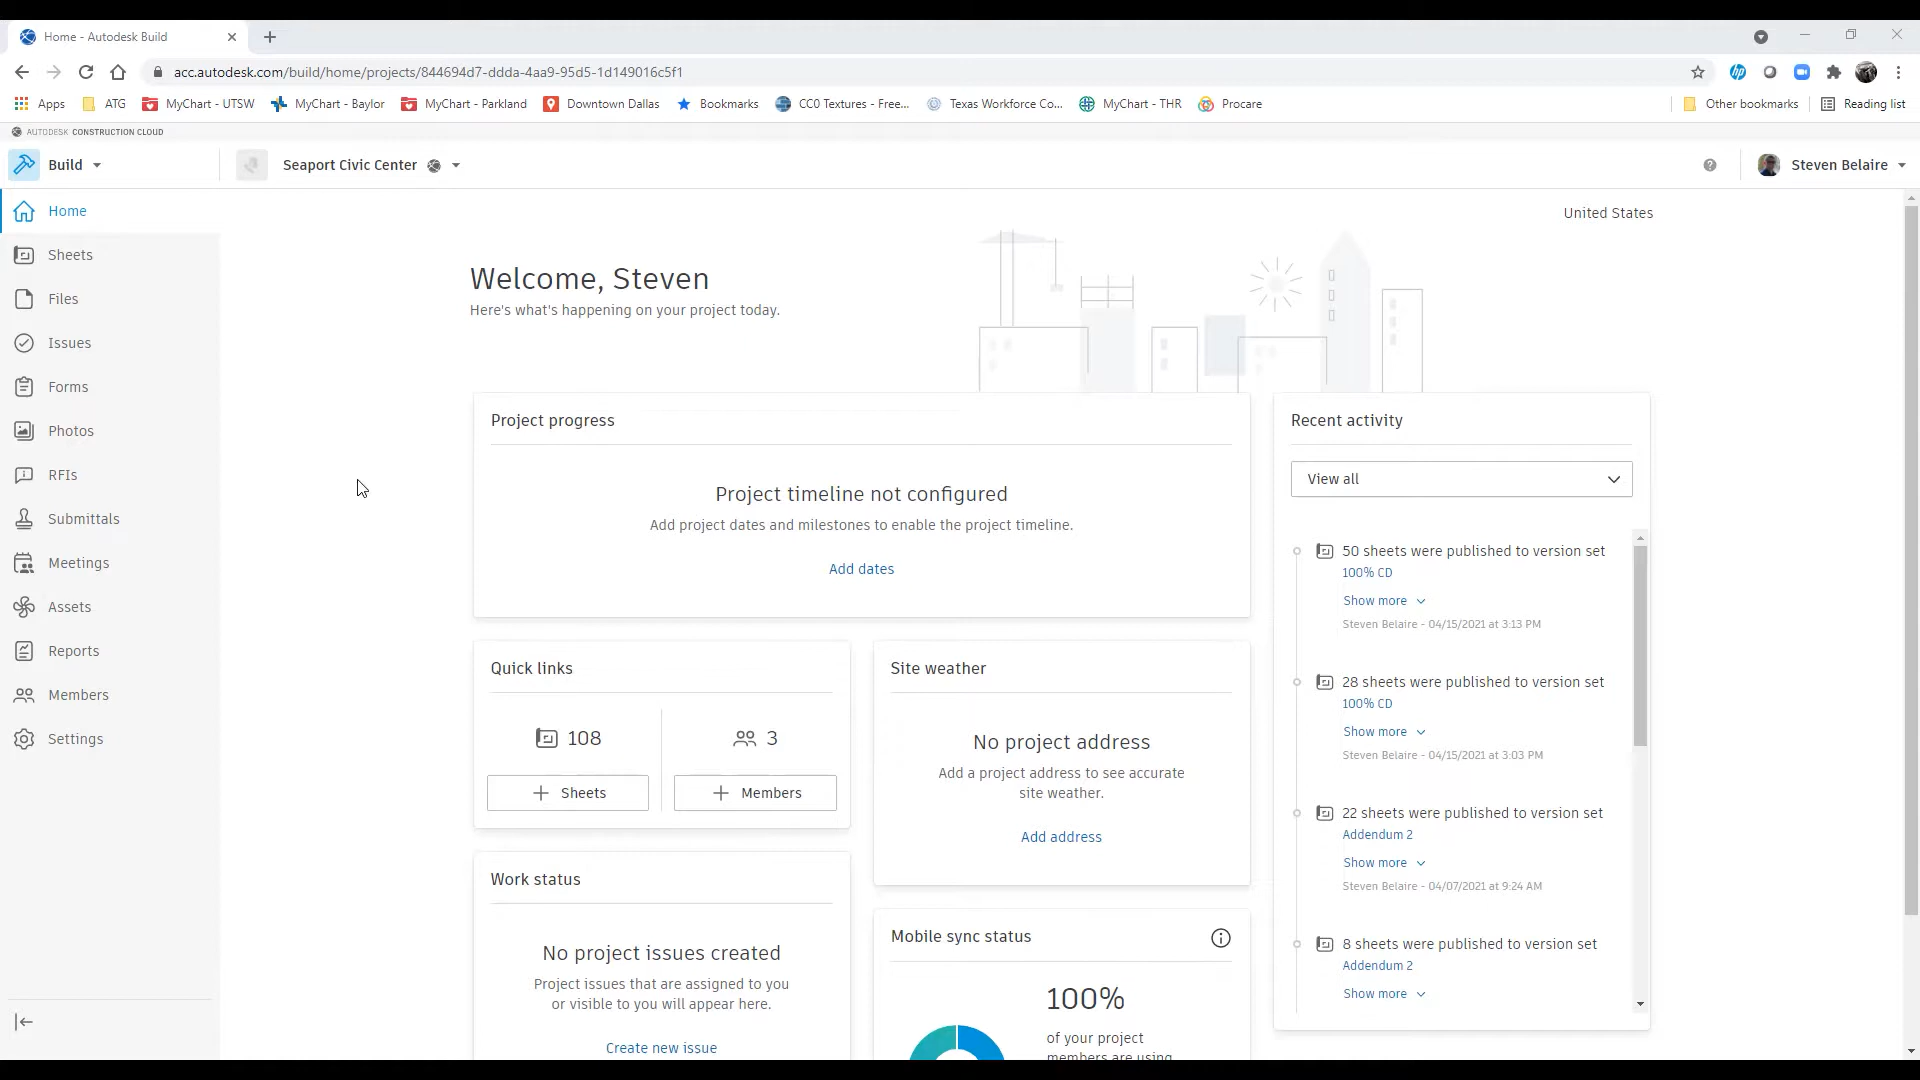 Home - Autodesk Build
acc.autodesk.com/build/home/projects/844694d7-ddda-4aa9-95d5-1d149016c5f1
Apps ATG MyChart - UTSW MyChart - Baylor MyChart - Parkland Downtown Dallas Bookmarks CC0 Textures - Free... Texas Workforce Co... MyChart - THR Procare Other bookmarks Reading list
AUTODESK CONSTRUCTION CLOUD
Build Seaport Civic Center Steven Belaire
Home
Sheets
Files
Issues
Forms
Photos
RFIs
Submittals
Meetings
Assets
Reports
Members
Settings
United States
Welcome, Steven
Here's what's happening on your project today.
Project progress
Project timeline not configured
Add project dates and milestones to enable the project timeline.
Add dates
Quick links
108
3
Sheets
Members
Site weather
No project address
Add a project address to see accurate
site weather.
Add address
Work status
No project issues created
Project issues that are assigned to you
or visible to you will appear here.
Create new issue
Mobile sync status
100%
of your project
members are using
Recent activity
View all
50 sheets were published to version set
100% CD
Show more
Steven Belaire - 04/15/2021 at 3:13 PM
28 sheets were published to version set
100% CD
Show more
Steven Belaire - 04/15/2021 at 3:03 PM
22 sheets were published to version set
Addendum 2
Show more
Steven Belaire - 04/07/2021 at 9:24 AM
8 sheets were published to version set
Addendum 2
Show more